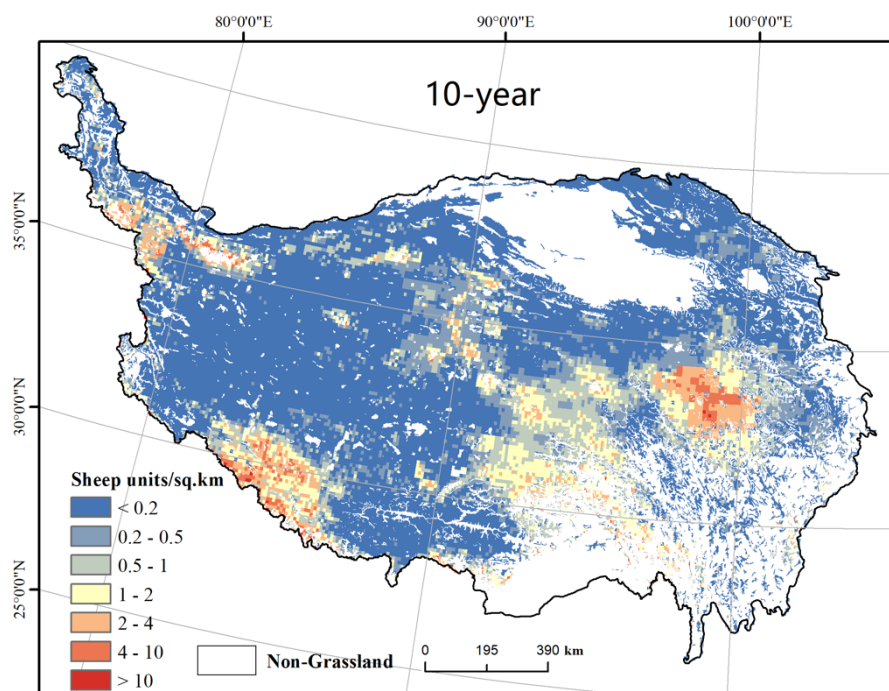 80°0'0"E 90°0'0"E 100°0'0"E
10-year
35°0'0"N
30°0'0"N
25°0'0"N
Sheep units/sq.km
< 0.2
0.2 - 0.5
0.5 - 1
1 - 2
2 - 4
4 - 10
> 10
Non-Grassland
0 195 390 km